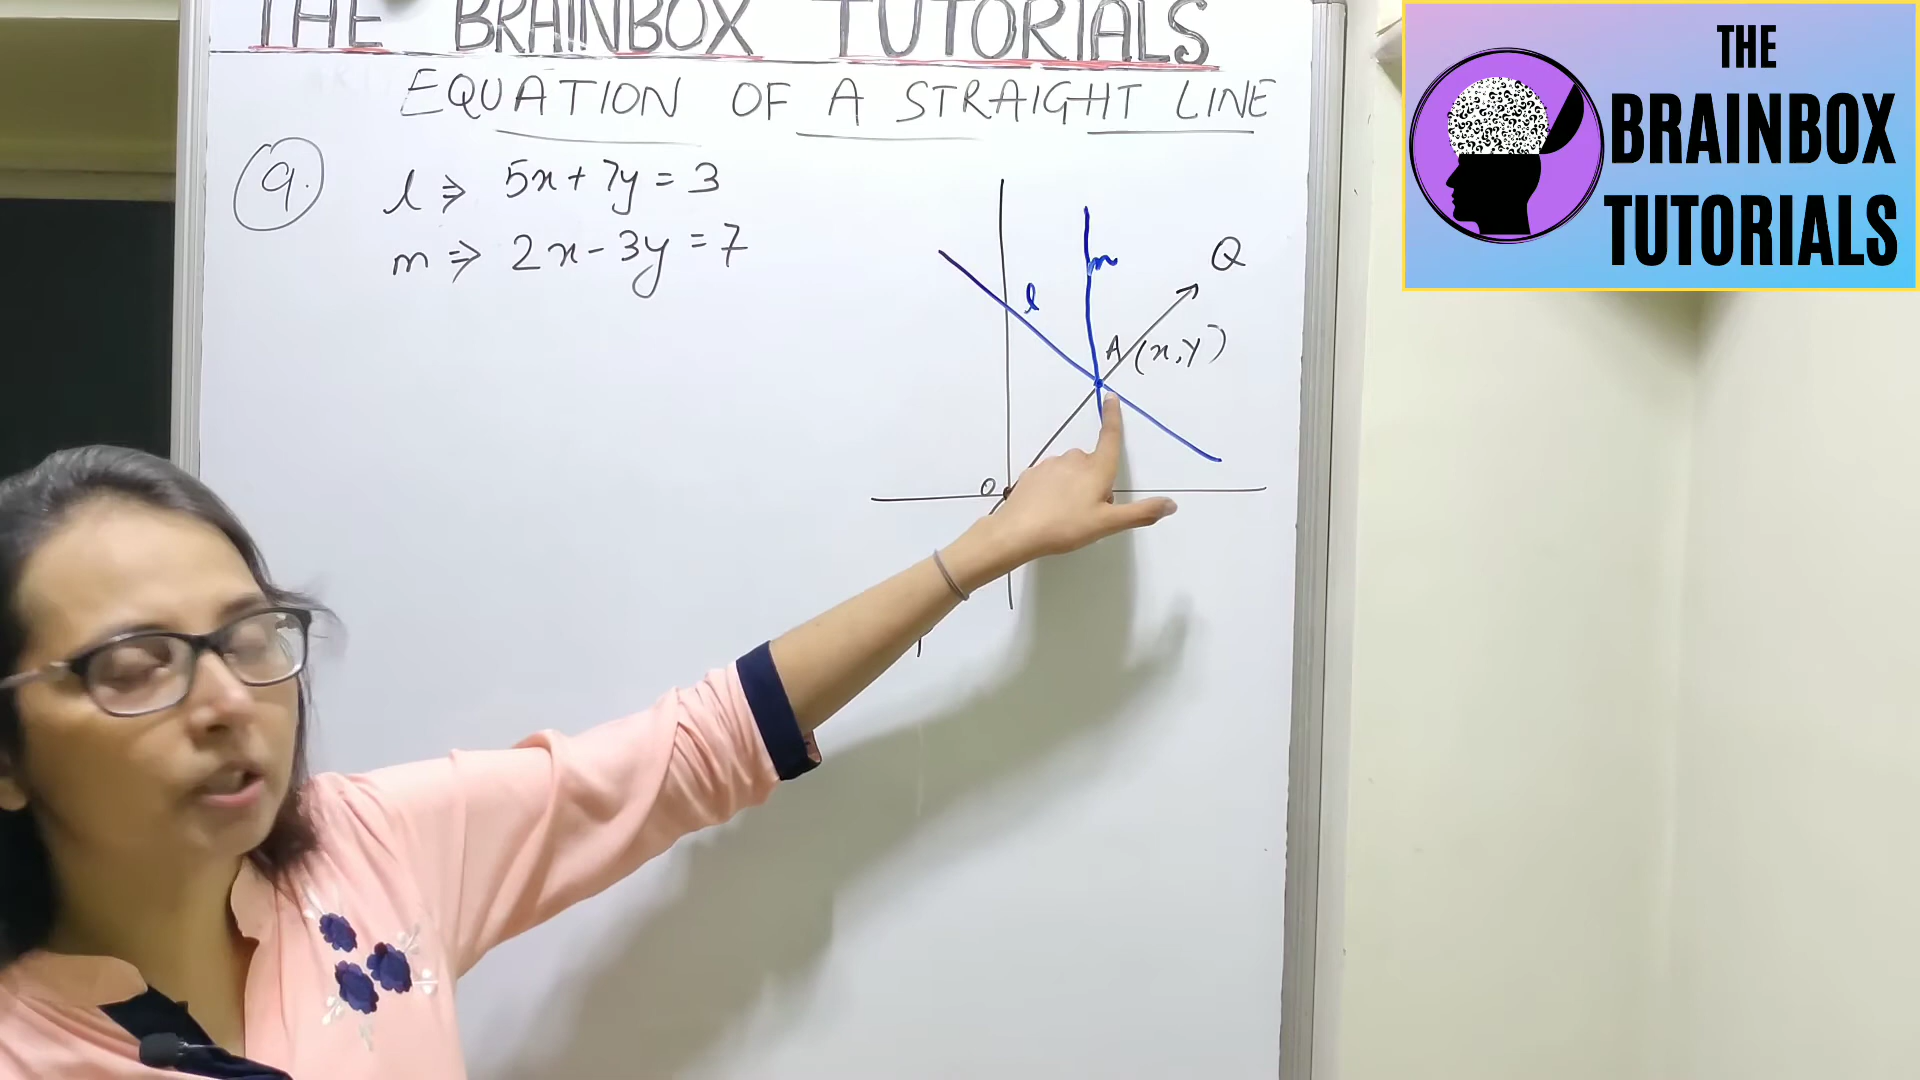 THE BRAINBOX TUTORIALS
EQUATION OF A STRAIGHT LINE
9. l ⇒ 5x + 7y = 3
m ⇒ 2x - 3y = 7
m
Q
l
A (x, y)
O
THE
BRAINBOX
TUTORIALS